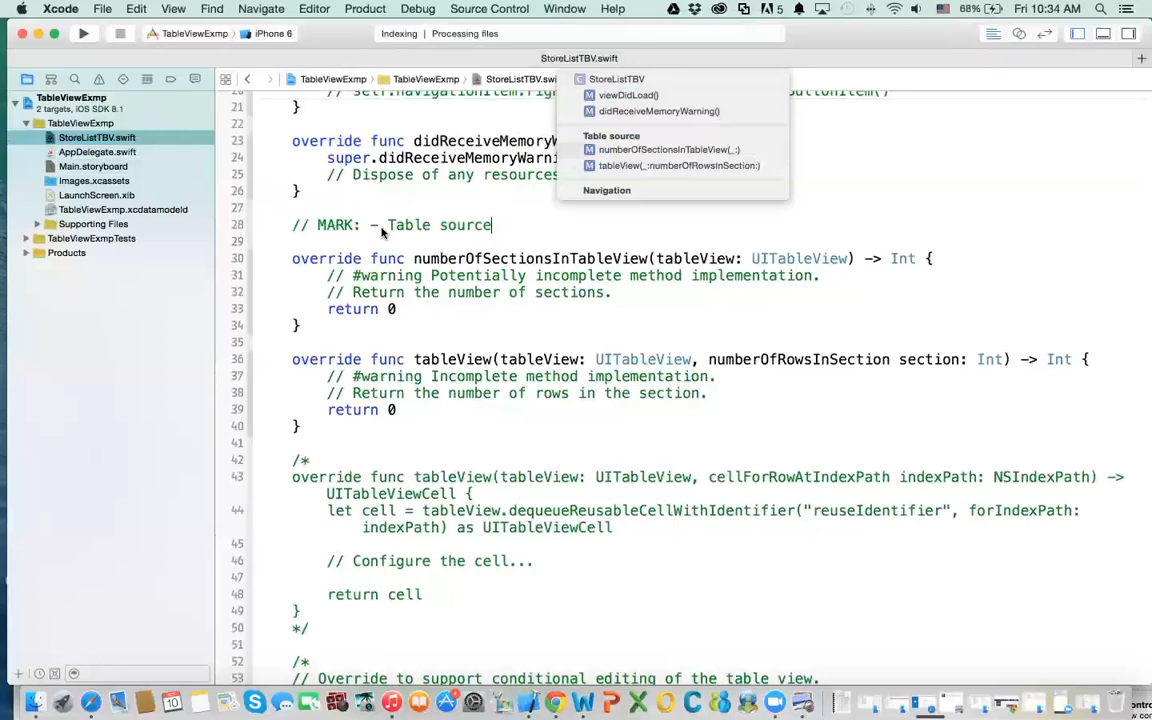 Xcode File Edit View Find Navigate Editor Product Debug Source Control Window Help 5 68% Fri 10:34 AM
TableViewExmp iPhone 6 Indexing | Processing files
StoreListTBV.swift
TableViewExmp TableViewExmp StoreListTBV.swi
TableViewExmp
2 targets, iOS SDK 8.1
TableViewExmp
StoreListTBV.swift
AppDelegate.swift
Main.storyboard
Images.xcassets
LaunchScreen.xib
TableViewExmp.xcdatamodeld
Supporting Files
TableViewExmpTests
Products
C StoreListTBV
M viewDidLoad()
M didReceiveMemoryWarning()
Table source
M numberOfSectionsInTableView(_:)
M tableView(_:numberOfRowsInSection:)
Navigation
21 }
22
23 override func didReceiveMemoryW
24 super.didReceiveMemoryWarni
25 // Dispose of any resources
26 }
27
28 // MARK: - Table source
29
30 override func numberOfSectionsInTableView(tableView: UITableView) -> Int {
31 // #warning Potentially incomplete method implementation.
32 // Return the number of sections.
33 return 0
34 }
35
36 override func tableView(tableView: UITableView, numberOfRowsInSection section: Int) -> Int {
37 // #warning Incomplete method implementation.
38 // Return the number of rows in the section.
39 return 0
40 }
41
42 /*
43 override func tableView(tableView: UITableView, cellForRowAtIndexPath indexPath: NSIndexPath) ->
UITableViewCell {
44 let cell = tableView.dequeueReusableCellWithIdentifier("reuseIdentifier", forIndexPath:
indexPath) as UITableViewCell
45
46 // Configure the cell...
47
48 return cell
49 }
50 */
51
52 /*
53 // Override to support conditional editing of the table view.